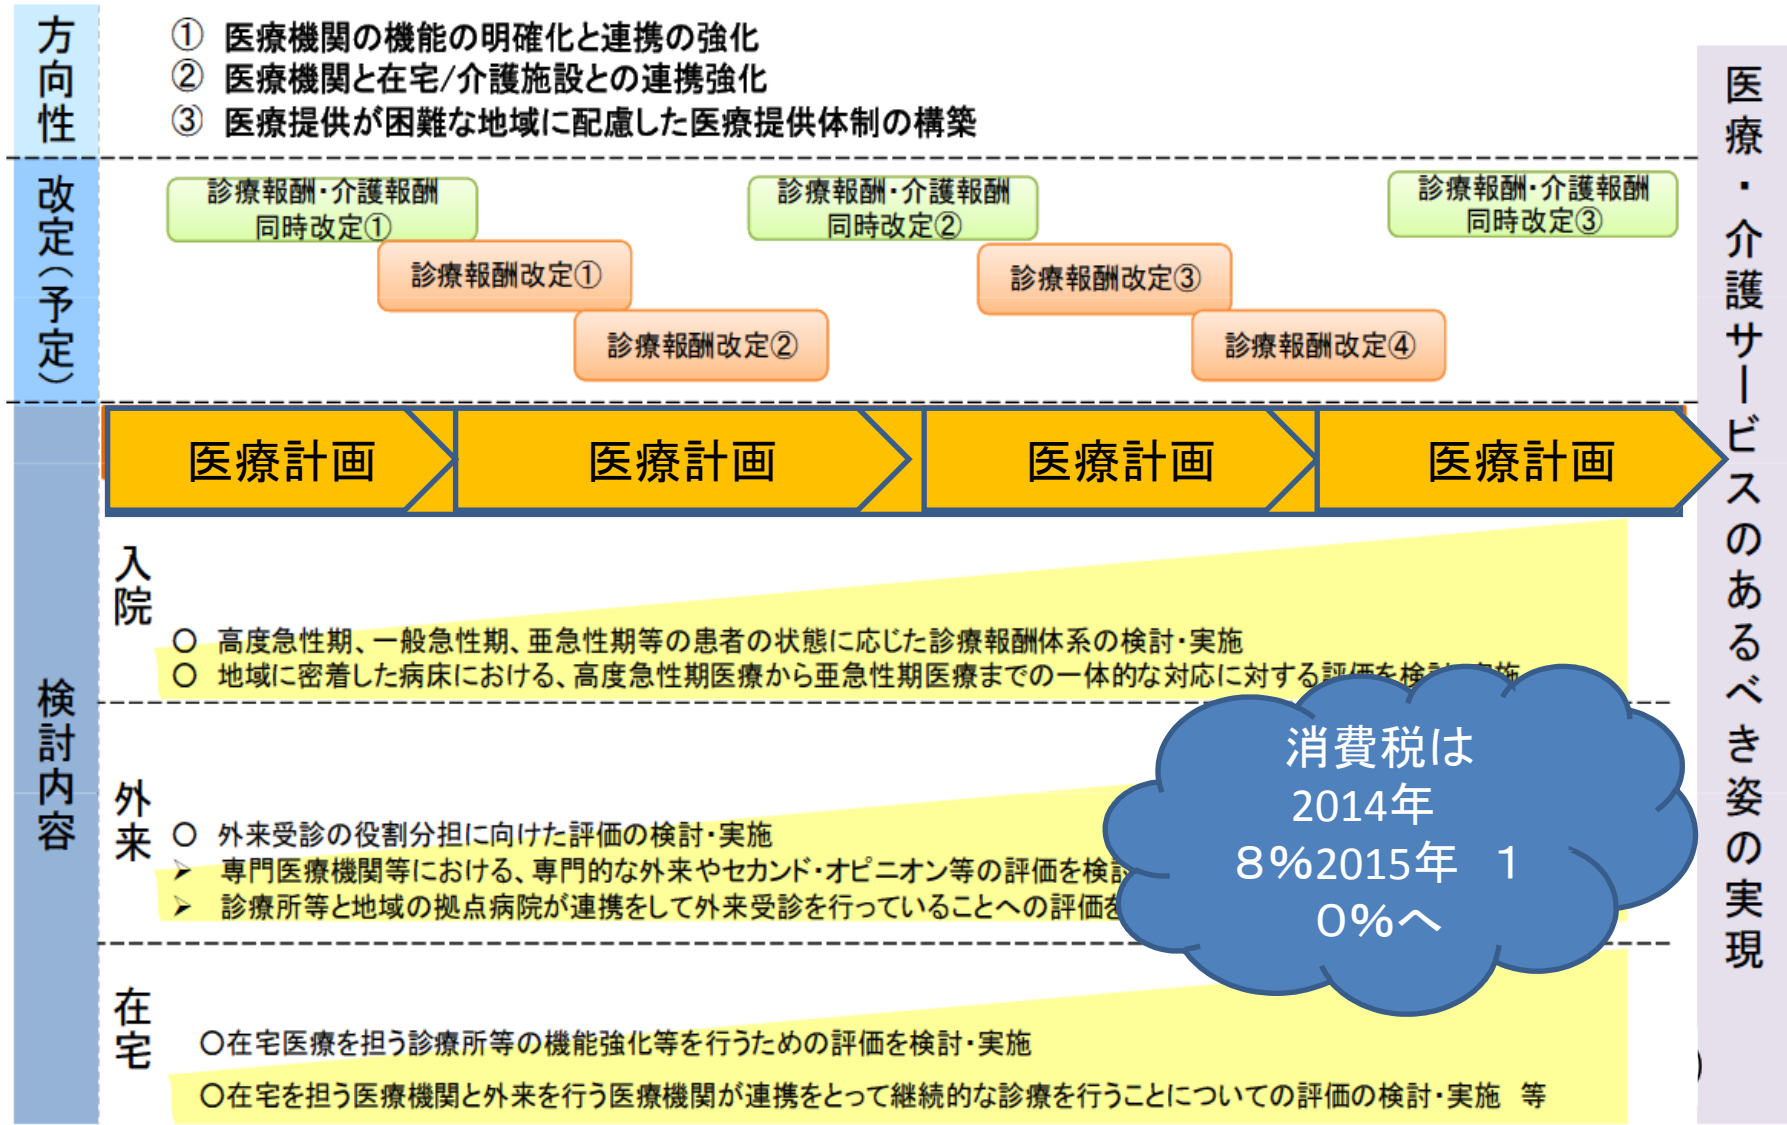 方向性
① 医療機関の機能の明確化と連携の強化
② 医療機関と在宅/介護施設との連携強化
③ 医療提供が困難な地域に配慮した医療提供体制の構築
改定（予定）
診療報酬・介護報酬
同時改定①
診療報酬・介護報酬
同時改定②
診療報酬・介護報酬
同時改定③
診療報酬改定①
診療報酬改定③
診療報酬改定②
診療報酬改定④
検討内容
医療計画
医療計画
医療計画
医療計画
入院
○ 高度急性期、一般急性期、亜急性期等の患者の状態に応じた診療報酬体系の検討・実施
○ 地域に密着した病床における、高度急性期医療から亜急性期医療までの一体的な対応に対する評価を検討・実施
外来
○ 外来受診の役割分担に向けた評価の検討・実施
➢ 専門医療機関等における、専門的な外来やセカンド・オピニオン等の評価を検討
➢ 診療所等と地域の拠点病院が連携をして外来受診を行っていることへの評価を
消費税は
2014年
８％2015年 １
０％へ
在宅
○在宅医療を担う診療所等の機能強化等を行うための評価を検討・実施
○在宅を担う医療機関と外来を行う医療機関が連携をとって継続的な診療を行うことについての評価の検討・実施 等
医療・介護サービスのあるべき姿の実現
)